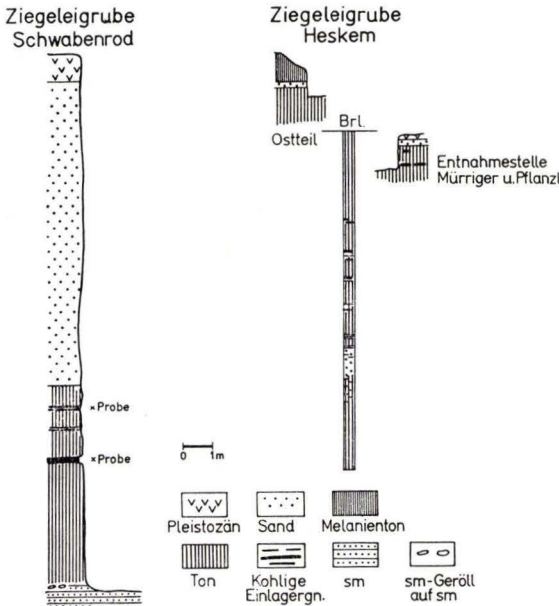 Ziegeleigrube
Schwabenrod
Ziegeleigrube
Heskem
Ostteil
Brl.
Entnahmestelle
Mürriger u.Pflanzl
×Probe
×Probe
0 1m
Pleistozän Sand Melanienton
Ton Kohlige Einlagergn. sm sm-Geröll auf sm